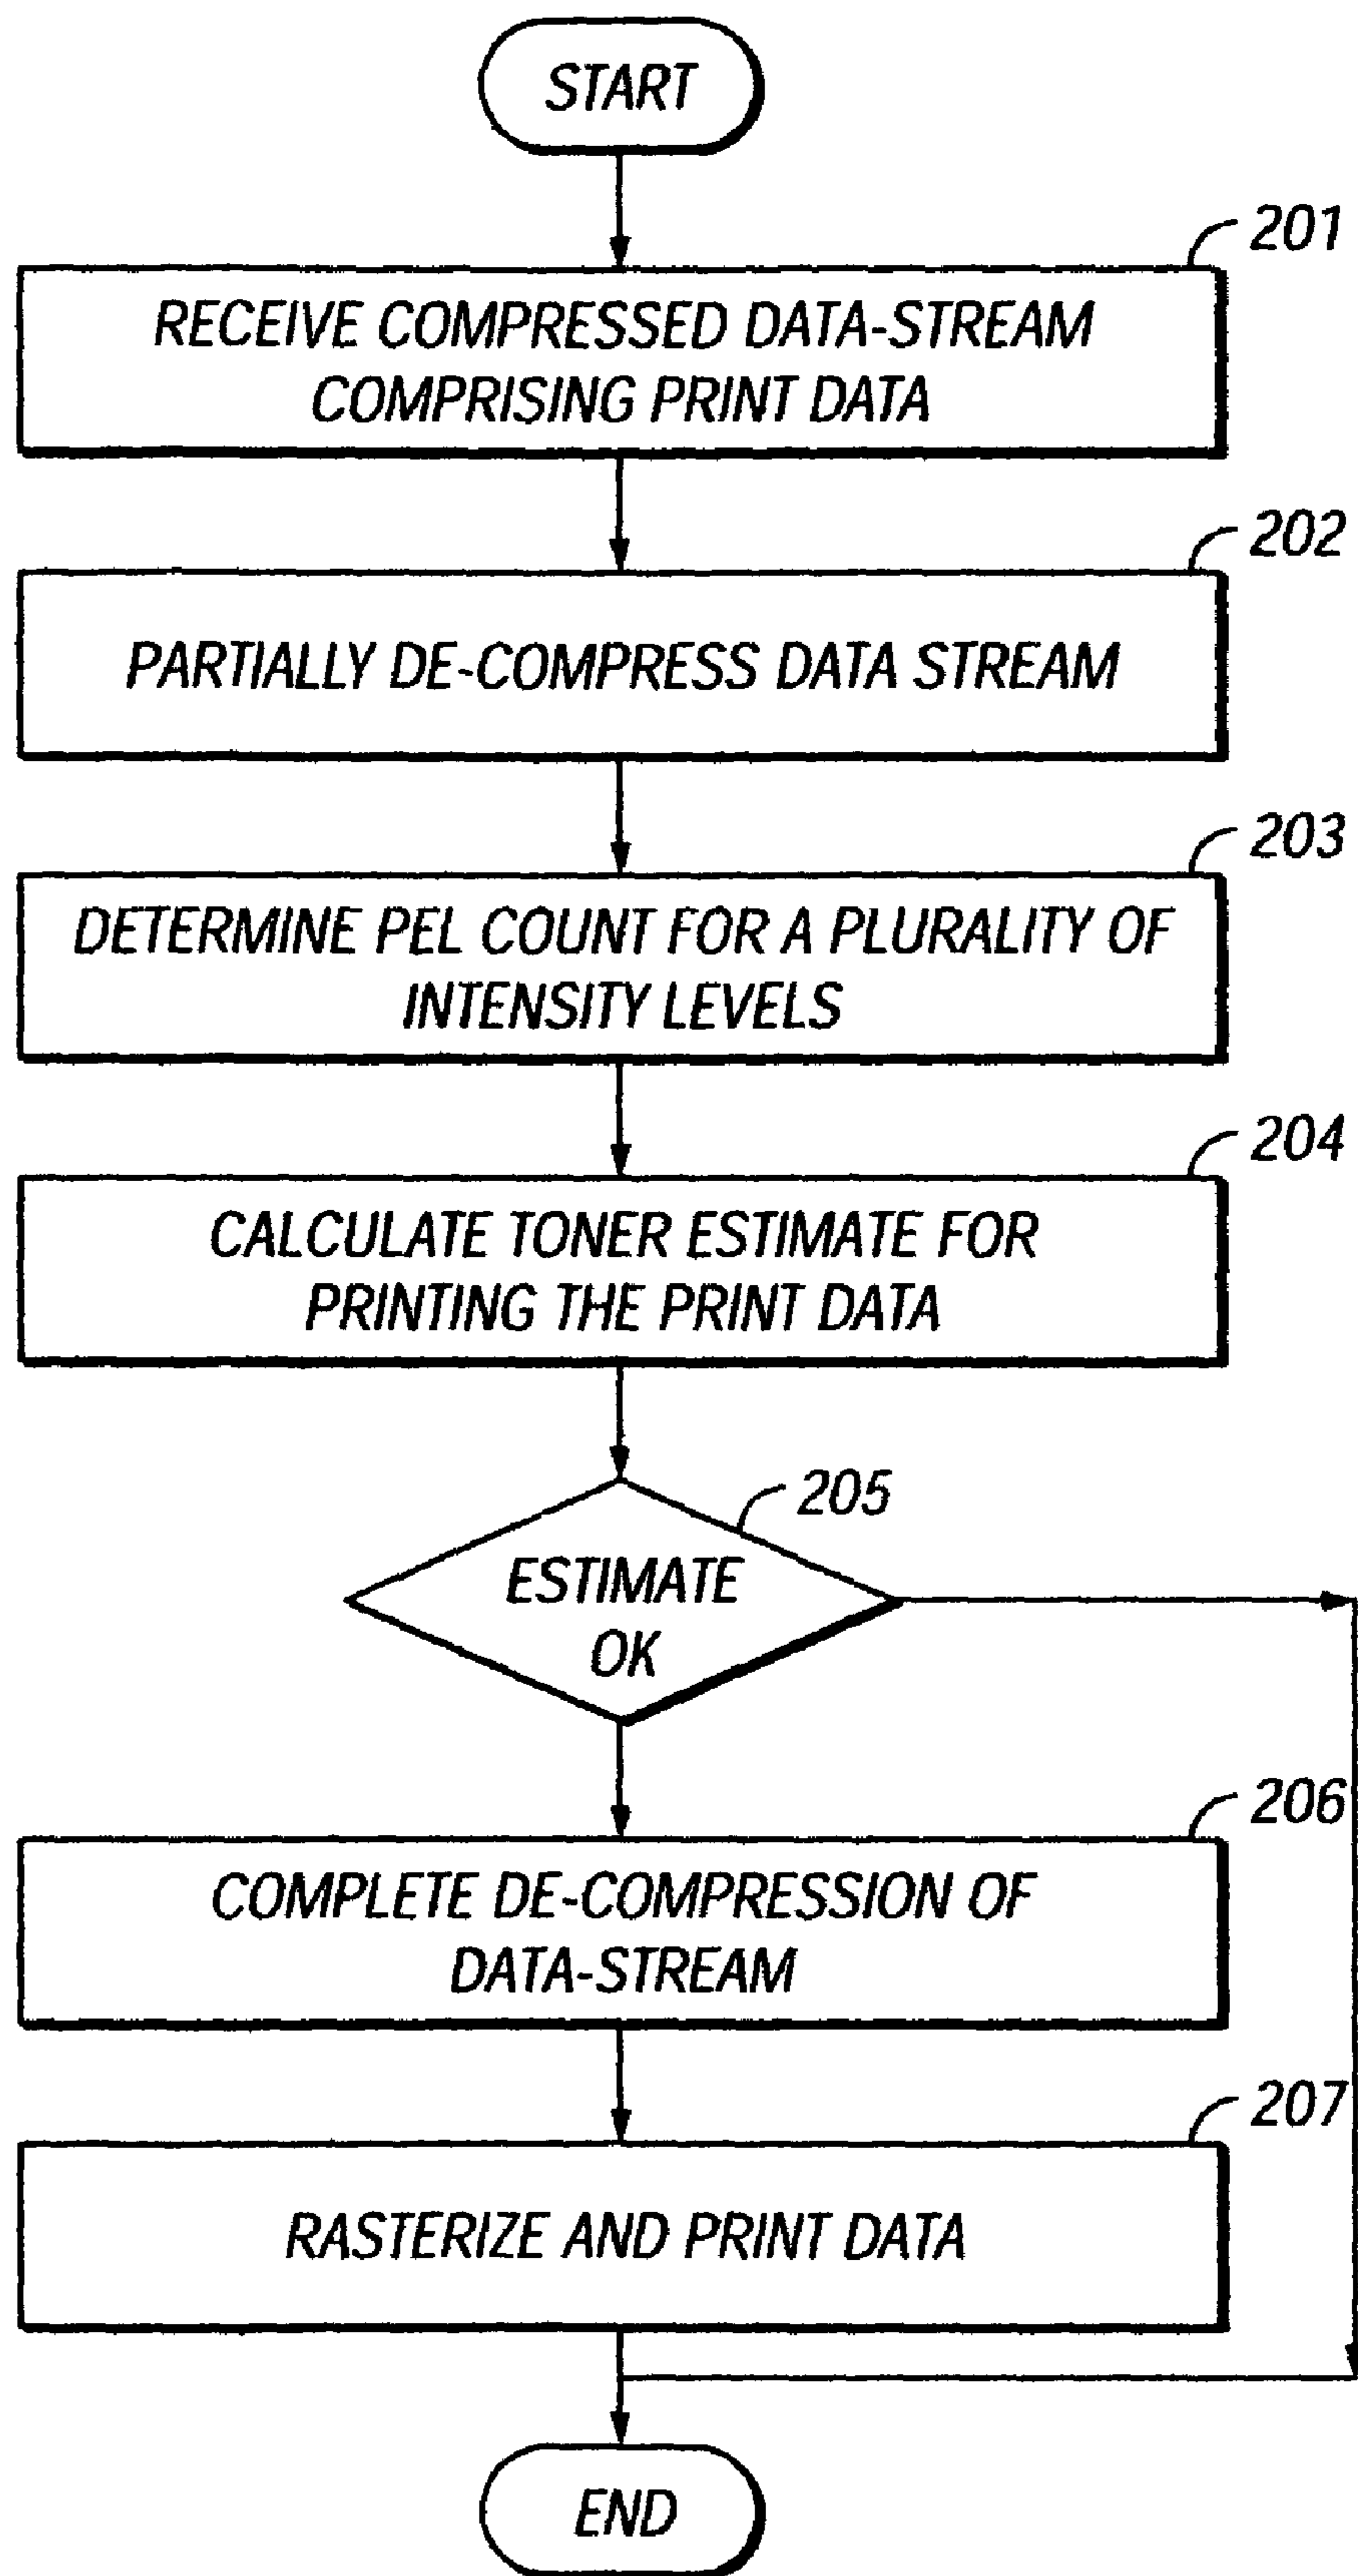 START
201
RECEIVE COMPRESSED DATA-STREAM
COMPRISING PRINT DATA
202
PARTIALLY DE-COMPRESS DATA STREAM
203
DETERMINE PEL COUNT FOR A PLURALITY OF
INTENSITY LEVELS
204
CALCULATE TONER ESTIMATE FOR
PRINTING THE PRINT DATA
205
ESTIMATE
OK
206
COMPLETE DE-COMPRESSION OF
DATA-STREAM
207
RASTERIZE AND PRINT DATA
END